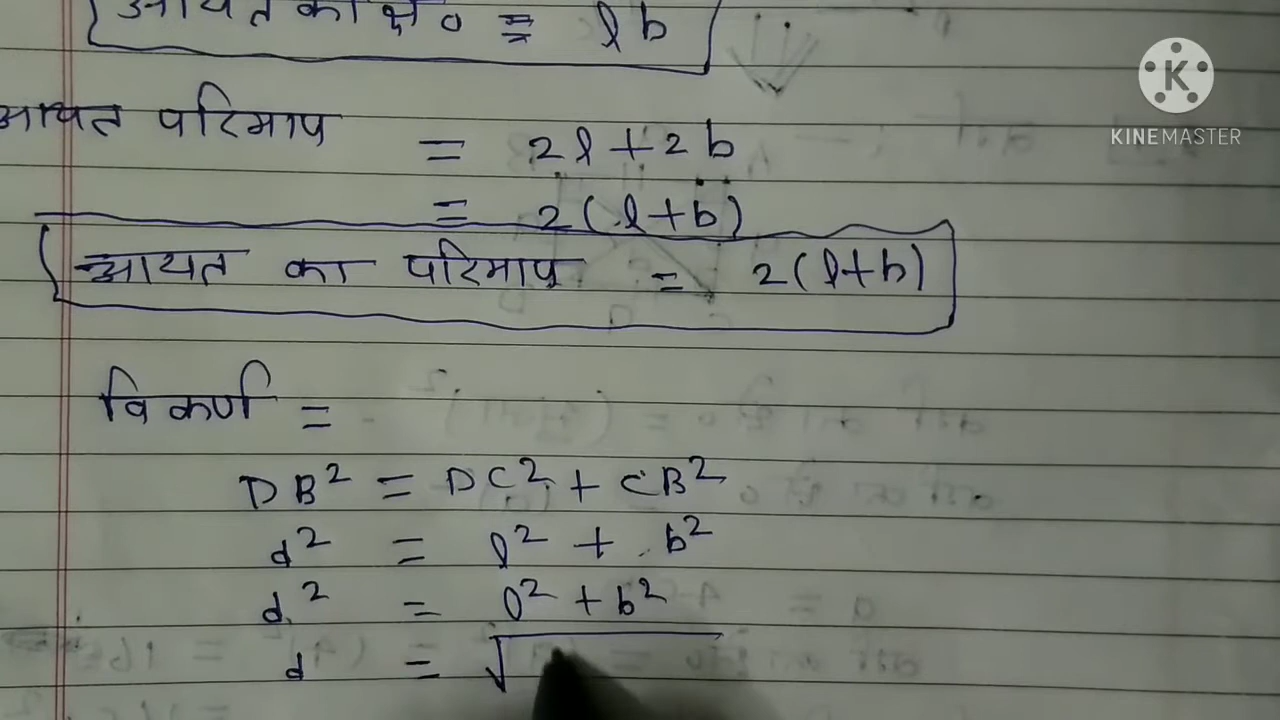 आयत का क्षे० = lb
आयत परिमाप = 2l+2b
= 2(l+b)
आयत का परिमाप = 2(l+b)
विकर्ण =
DB² = DC² + CB²
d² = l² + b²
d² = l² + b²
d = √
K
KINEMASTER